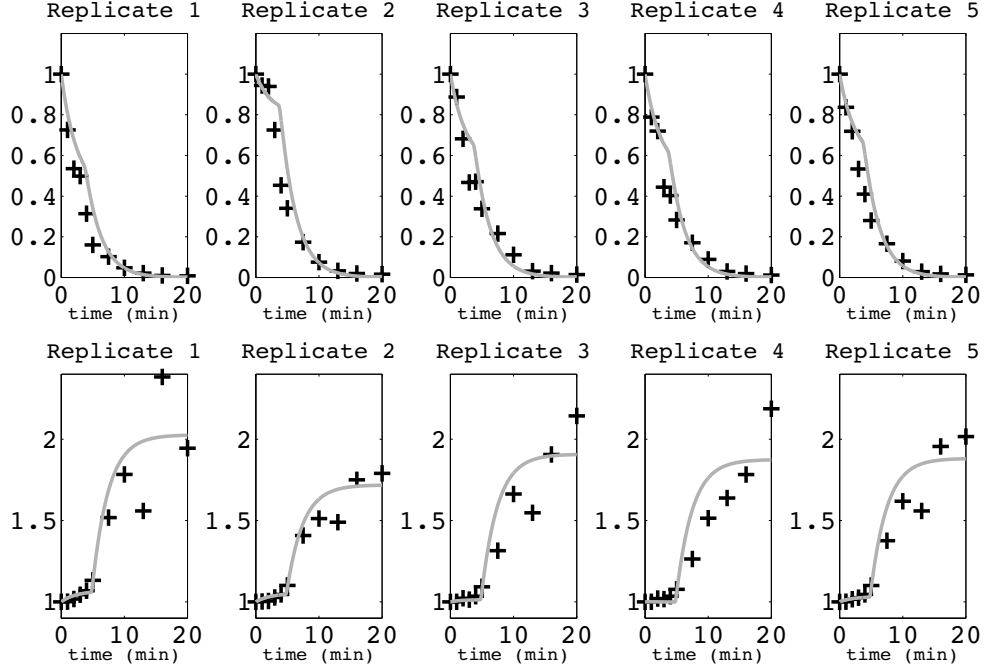 Replicate 1 Replicate 2 Replicate 3 Replicate 4 Replicate 5
1 1 1 1 1
0.8 0.8 0.8 0.8 0.8
0.6 0.6 0.6 0.6 0.6
0.4 0.4 0.4 0.4 0.4
0.2 0.2 0.2 0.2 0.2
0 0 0 0 0
0 10 20 0 10 20 0 10 20 0 10 20 0 10 20
time (min) time (min) time (min) time (min) time (min)
Replicate 1 Replicate 2 Replicate 3 Replicate 4 Replicate 5
2 2 2 2 2
1.5 1.5 1.5 1.5 1.5
1 1 1 1 1
0 10 20 0 10 20 0 10 20 0 10 20 0 10 20
time (min) time (min) time (min) time (min) time (min)